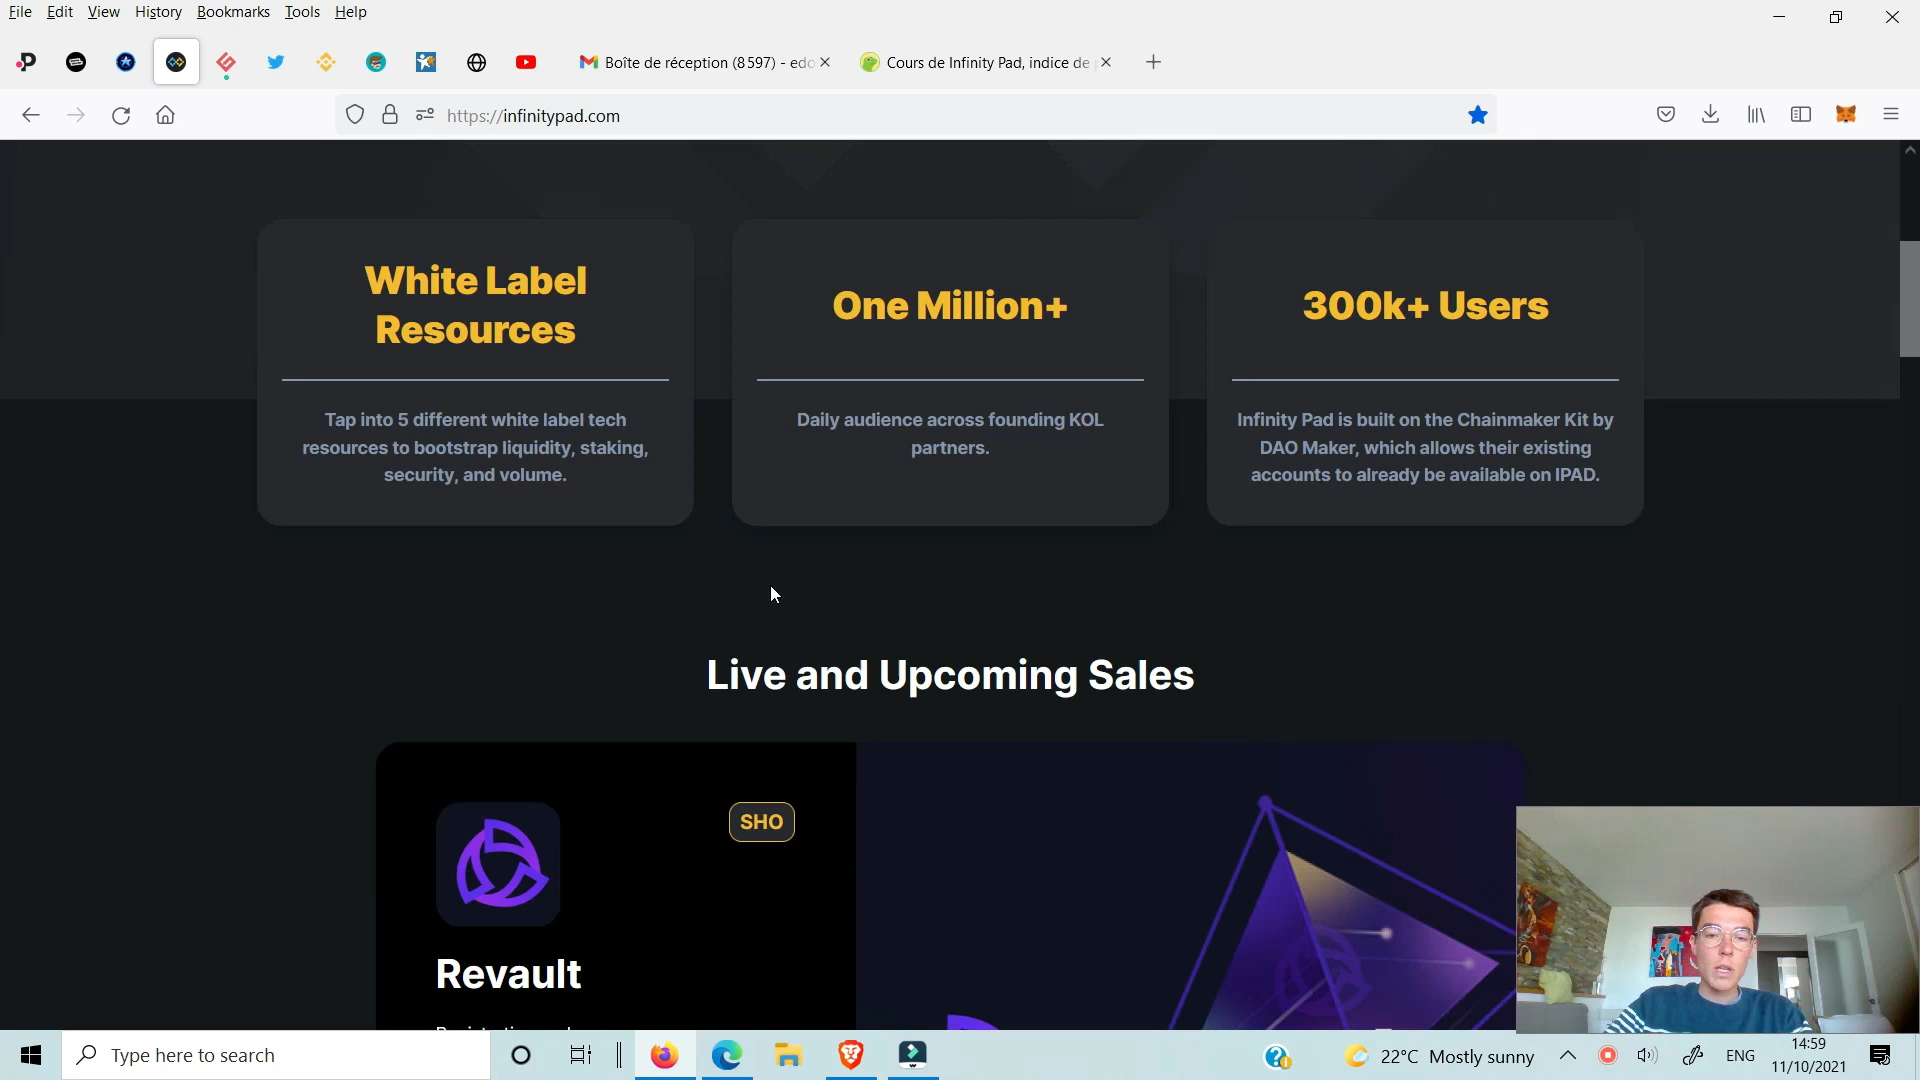 File Edit View History Bookmarks Tools Help
Boîte de réception (8 597) - edo
Cours de Infinity Pad, indice de
https://infinitypad.com
White Label
Resources
Tap into 5 different white label tech
resources to bootstrap liquidity, staking,
security, and volume.
One Million+
Daily audience across founding KOL
partners.
300k+ Users
Infinity Pad is built on the Chainmaker Kit by
DAO Maker, which allows their existing
accounts to already be available on IPAD.
Live and Upcoming Sales
SHO
Revault
Type here to search
22°C Mostly sunny
ENG
14:59
11/10/2021